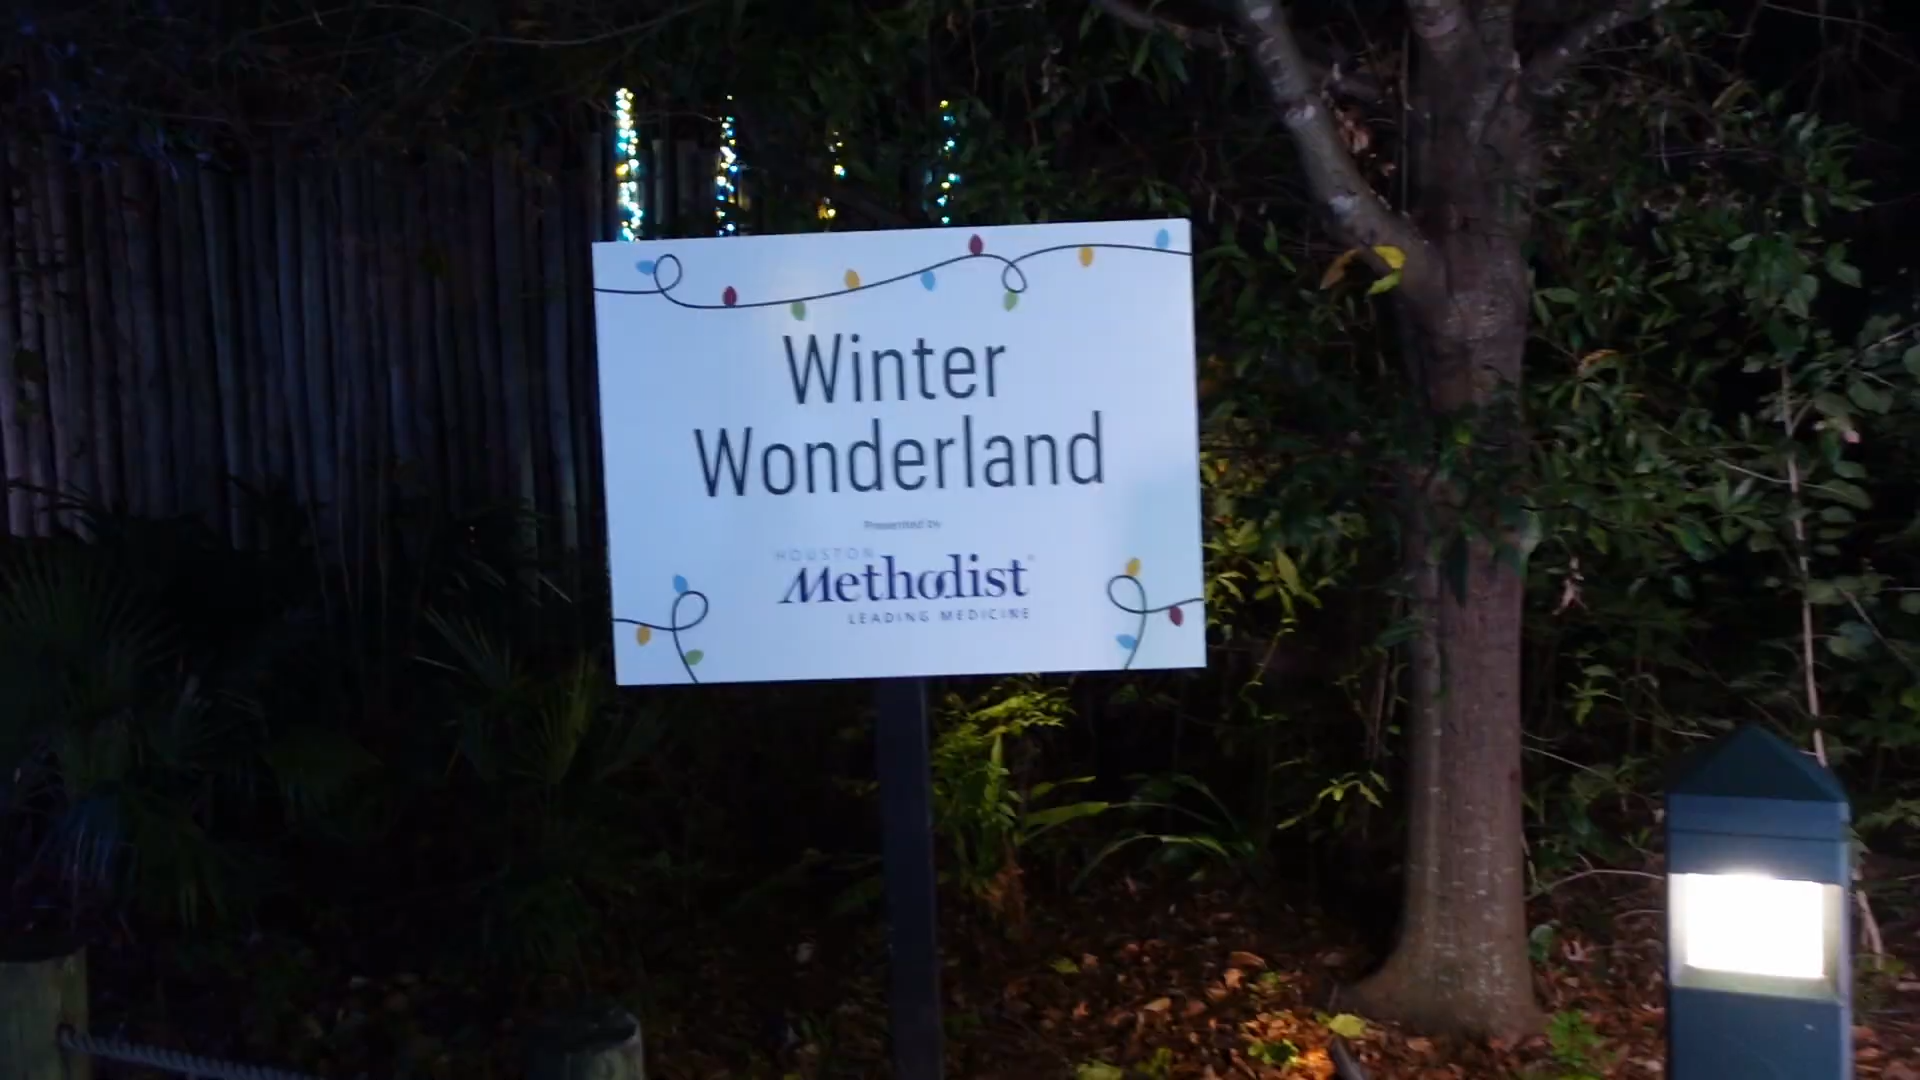 Winter
Wonderland
Presented by
HOUSTON
Methodist
LEADING MEDICINE